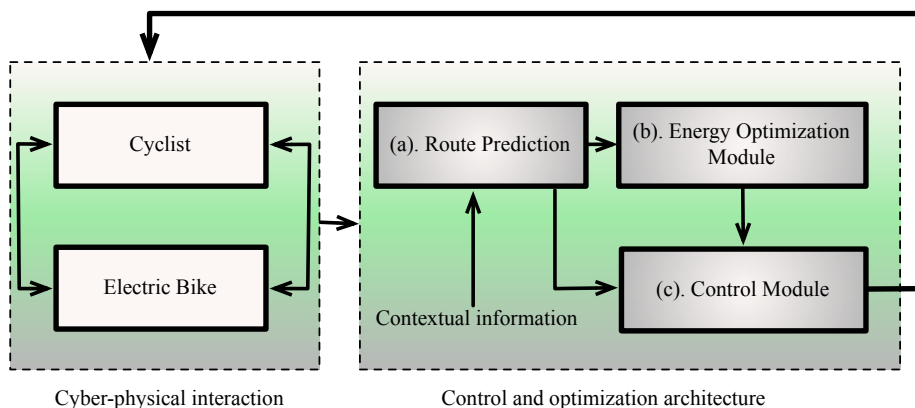 Cyclist
Electric Bike
Cyber-physical interaction
(a). Route Prediction
(b). Energy Optimization
Module
(c). Control Module
Contextual information
Control and optimization architecture